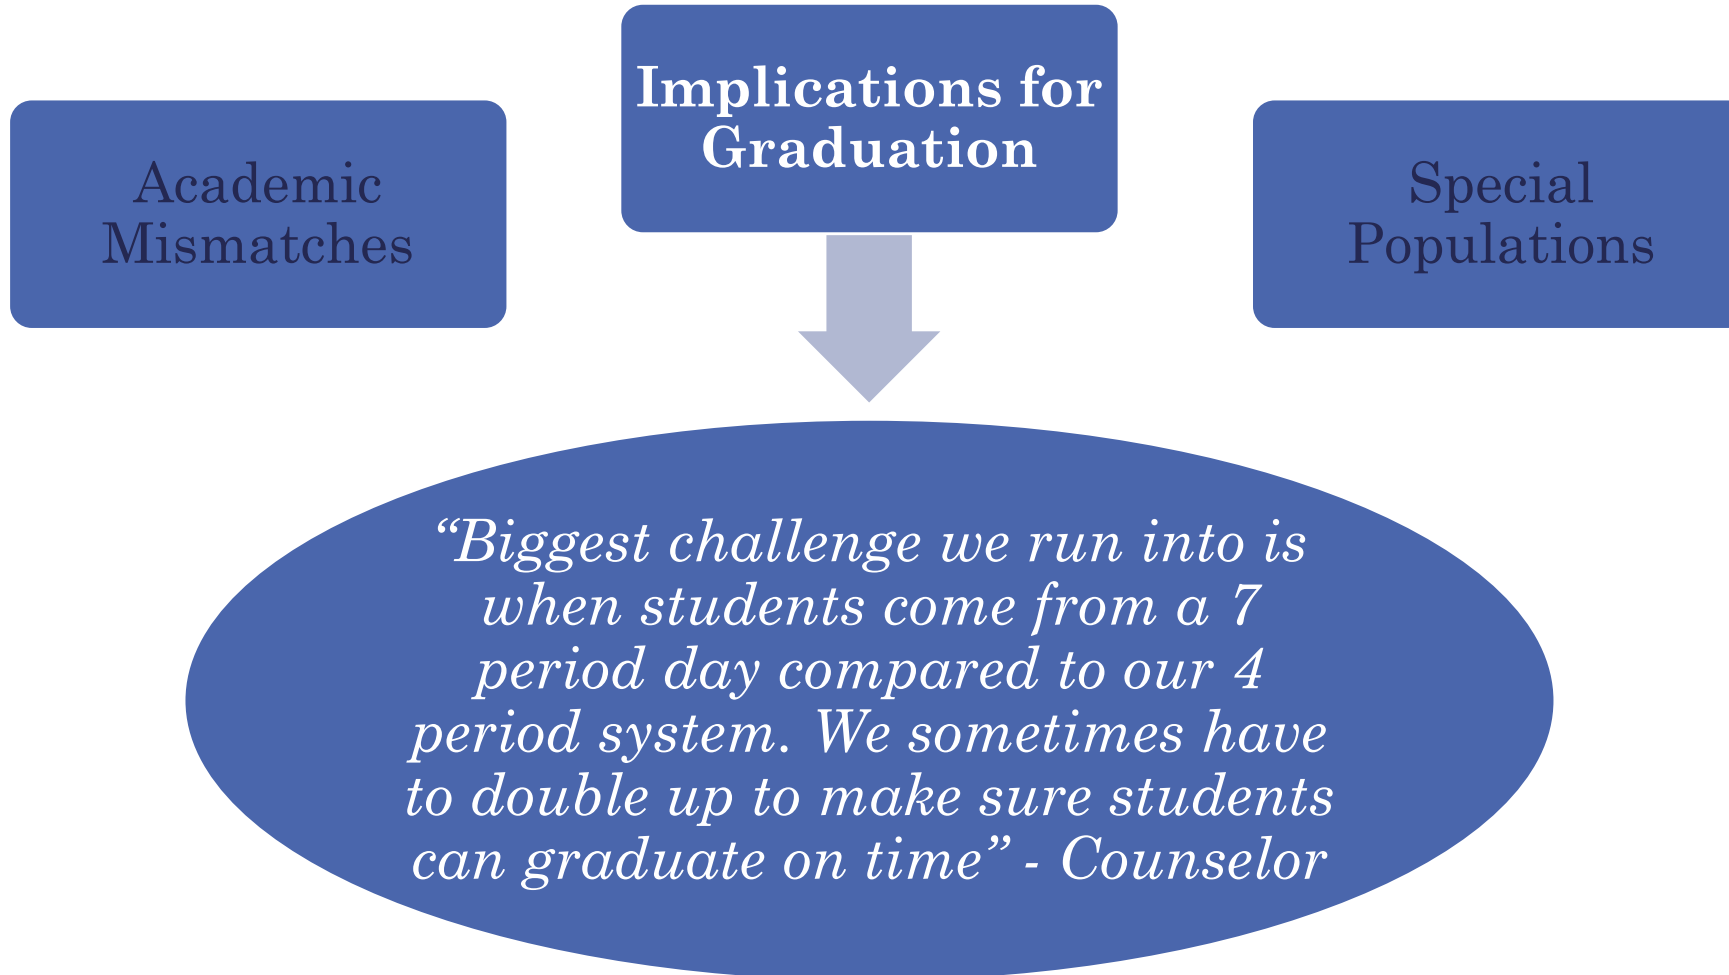 Implications for
Graduation
Academic
Mismatches
Special
Populations
“Biggest challenge we run into is
when students come from a 7
period day compared to our 4
period system. We sometimes have
to double up to make sure students
can graduate on time” - Counselor